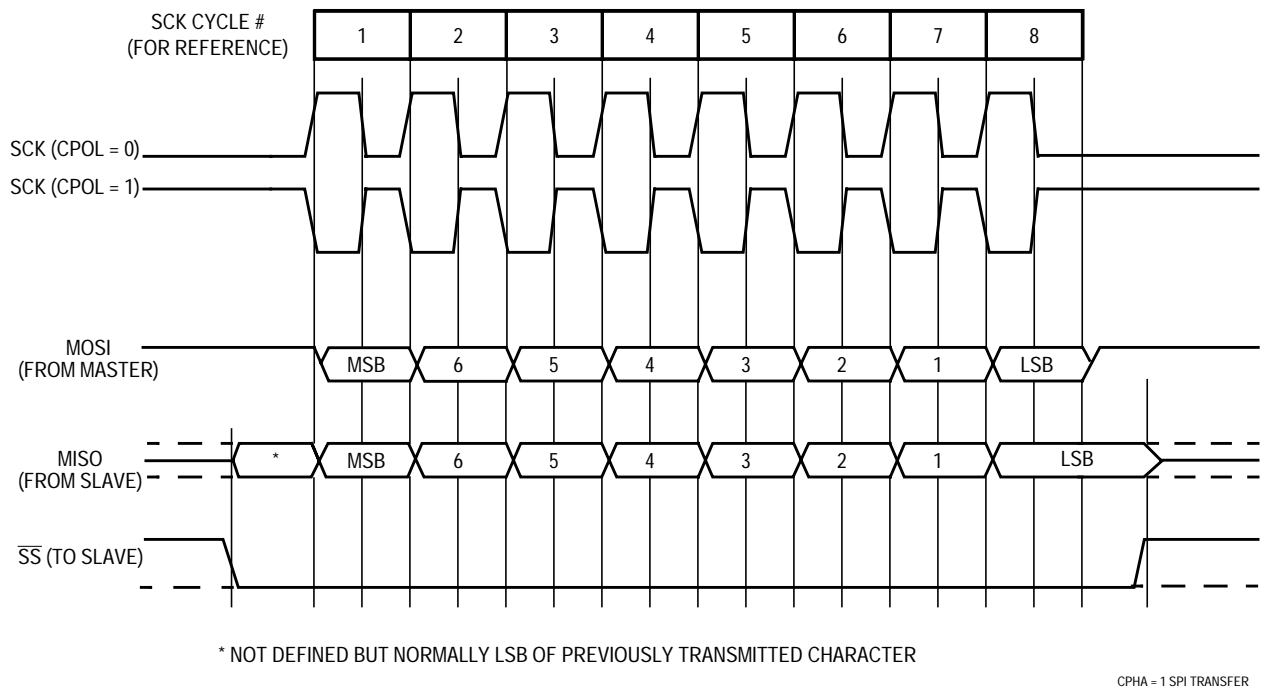 SCK CYCLE #
(FOR REFERENCE)
1 2 3 4 5 6 7 8
SCK (CPOL = 0)
SCK (CPOL = 1)
MOSI
(FROM MASTER)
MSB 6 5 4 3 2 1 LSB
MISO
(FROM SLAVE)
* MSB 6 5 4 3 2 1 LSB
S̅S̅ (TO SLAVE)
* NOT DEFINED BUT NORMALLY LSB OF PREVIOUSLY TRANSMITTED CHARACTER
CPHA = 1 SPI TRANSFER